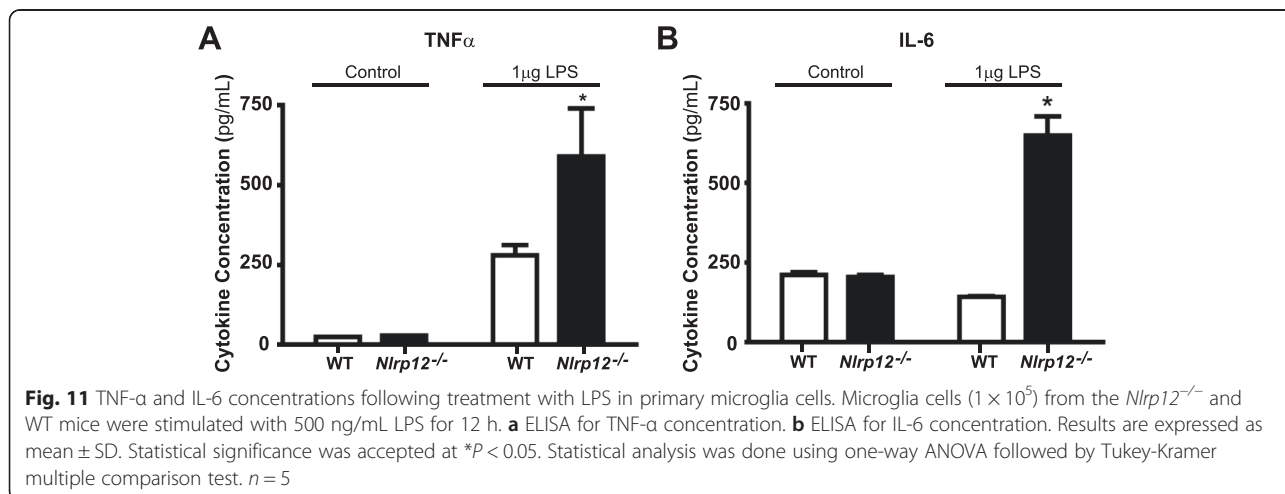 A
TNFα
Control
1µg LPS
Cytokine Concentration (pg/mL)
750
500
250
0
*
WT
Nlrp12-/-
WT
Nlrp12-/-
B
IL-6
Control
1µg LPS
Cytokine Concentration (pg/mL)
750
500
250
0
*
WT
Nlrp12-/-
WT
Nlrp12-/-
Fig. 11 TNF-α and IL-6 concentrations following treatment with LPS in primary microglia cells. Microglia cells (1 × 10⁵) from the Nlrp12⁻/⁻ and
WT mice were stimulated with 500 ng/mL LPS for 12 h. a ELISA for TNF-α concentration. b ELISA for IL-6 concentration. Results are expressed as
mean ± SD. Statistical significance was accepted at *P < 0.05. Statistical analysis was done using one-way ANOVA followed by Tukey-Kramer
multiple comparison test. n = 5